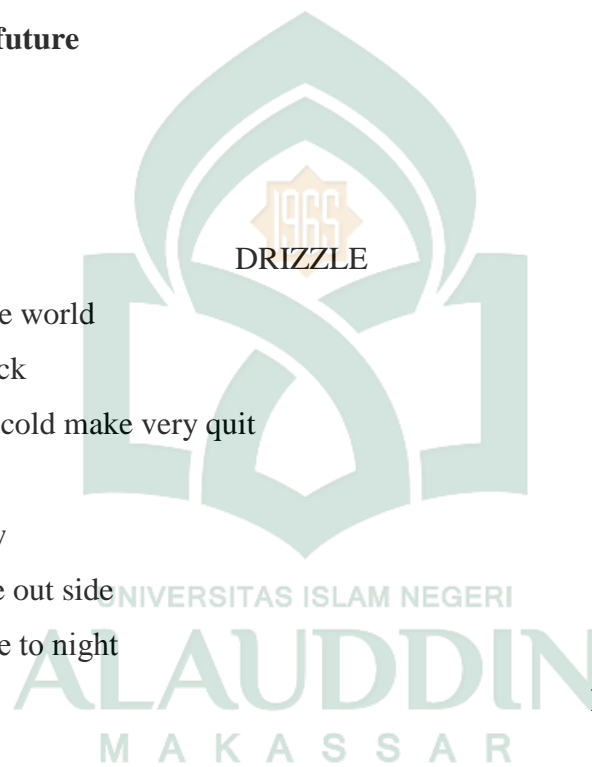 future
1965
DRIZZLE
e world
ck
cold make very quit
y
e out side
UNIVERSITAS ISLAM NEGERI
e to night
ALAUDDIN
MAKASSAR